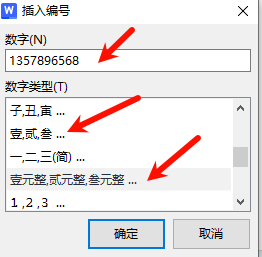 插入编号
数字(N)
1357896568
数字类型(T)
子,丑,寅 ...
壹,贰,叁 ...
一,二,三(简) ...
壹元整,贰元整,叁元整 ...
1 ,2 ,3 ...
确定
取消